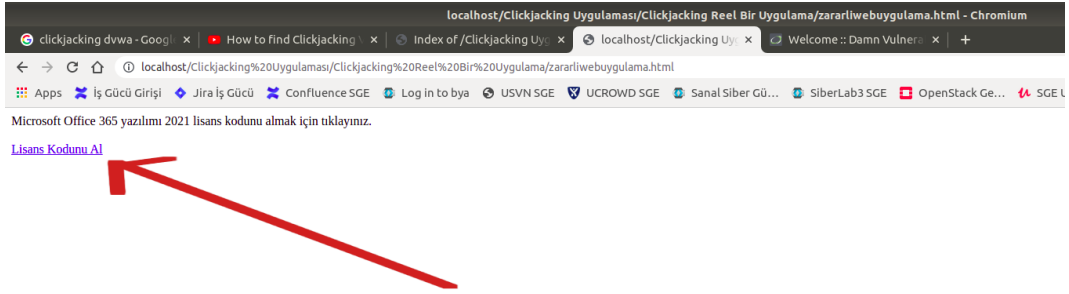 localhost/Clickjacking Uygulaması/Clickjacking Reel Bir Uygulama/zararliwebuygulama.html - Chromium
clickjacking dvwa - Googl × How to find Clickjacking × Index of /Clickjacking Uyg × localhost/Clickjacking Uyg × Welcome :: Damn Vulnera × +
localhost/Clickjacking%20Uygulaması/Clickjacking%20Reel%20Bir%20Uygulama/zararliwebuygulama.html
Apps İş Gücü Girişi Jira İş Gücü Confluence SGE Log in to bya USVN SGE UCROWD SGE Sanal Siber Gü... SiberLab3 SGE OpenStack Ge... SGE U
Microsoft Office 365 yazılımı 2021 lisans kodunu almak için tıklayınız.
Lisans Kodunu Al